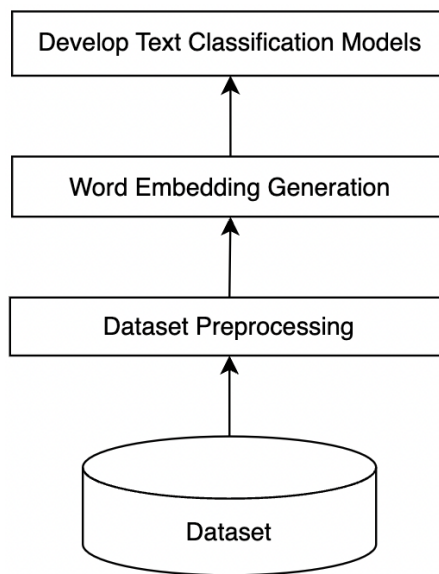 Develop Text Classification Models
Word Embedding Generation
Dataset Preprocessing
Dataset